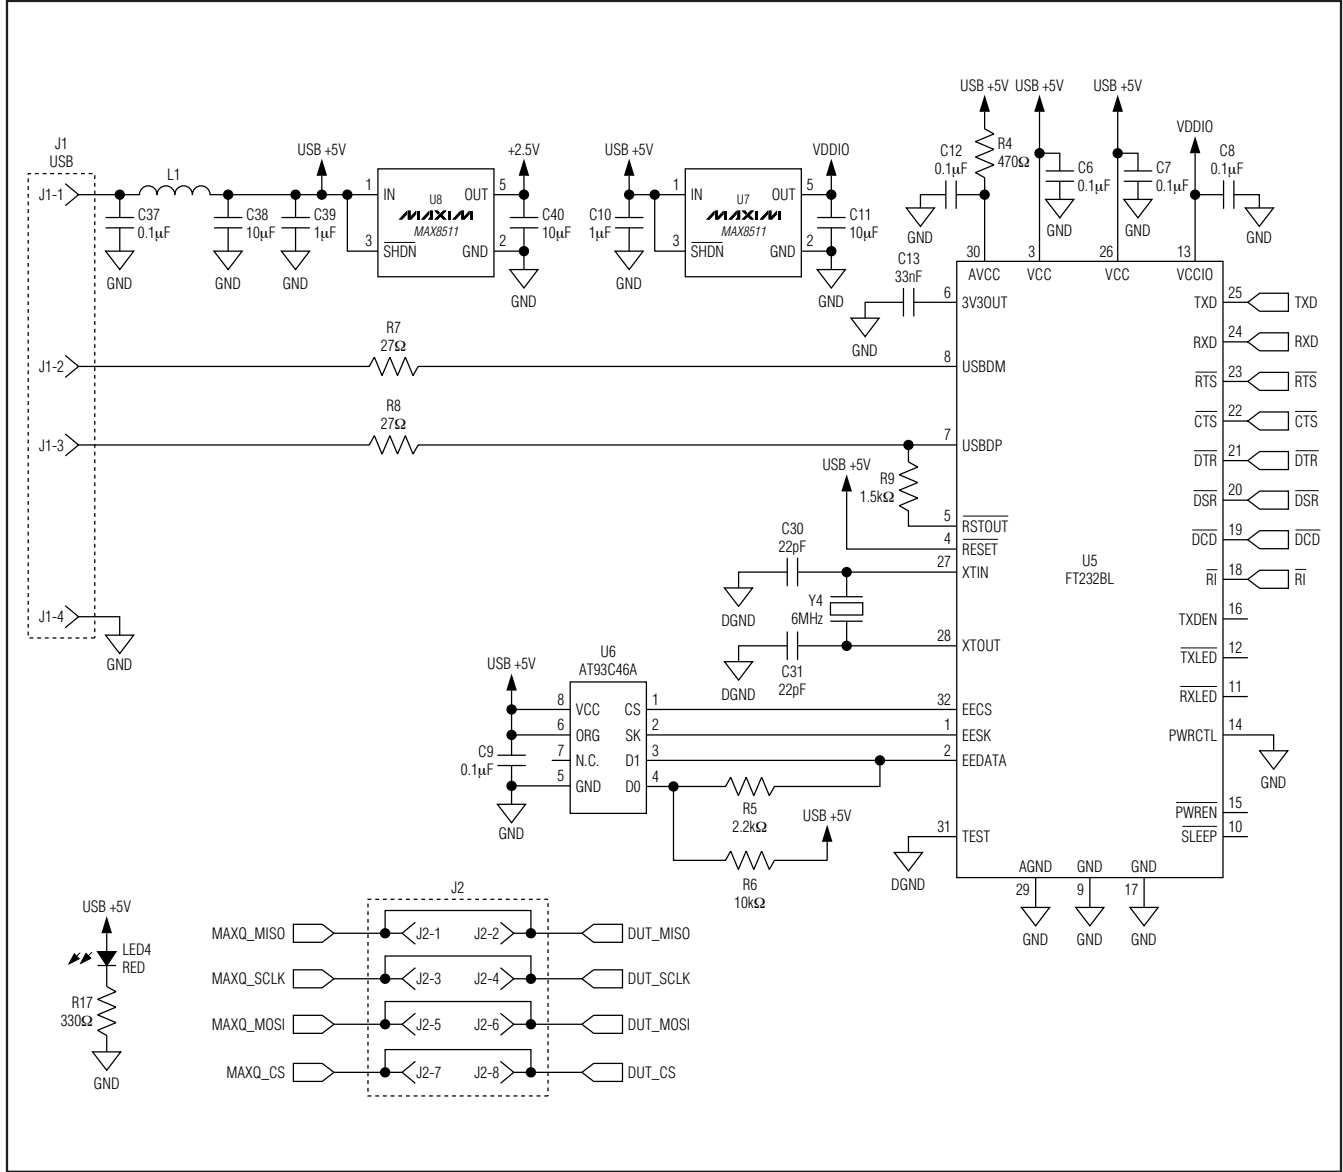 J1
USB
J1-1
L1
C37
0.1µF
GND
C38
10µF
GND
C39
1µF
GND
USB +5V
1
IN
3
SHDN
U8
MAXIM
MAX8511
OUT
5
GND
2
+2.5V
C40
10µF
GND
USB +5V
C10
1µF
GND
1
IN
3
SHDN
U7
MAXIM
MAX8511
OUT
5
GND
2
VDDIO
C11
10µF
GND
USB +5V
R4
470Ω
C12
0.1µF
GND
USB +5V
C6
0.1µF
GND
USB +5V
C7
0.1µF
GND
VDDIO
C8
0.1µF
GND
30
AVCC
3
VCC
26
VCC
13
VCCIO
C13
33nF
GND
6
3V3OUT
J1-2
R7
27Ω
8
USBDM
J1-3
R8
27Ω
7
USBDP
R9
1.5kΩ
5
RSTOUT
USB +5V
4
RESET
C30
22pF
DGND
27
XTIN
Y4
6MHz
28
XTOUT
C31
22pF
DGND
J1-4
GND
U5
FT232BL
TXD
25
TXD
RXD
24
RXD
RTS
23
RTS
CTS
22
CTS
DTR
21
DTR
DSR
20
DSR
DCD
19
DCD
RI
18
RI
TXDEN
16
TXLED
12
RXLED
11
PWRCTL
14
GND
PWREN
15
SLEEP
10
U6
AT93C46A
USB +5V
C9
0.1µF
GND
8
VCC
6
ORG
7
N.C.
5
GND
CS
1
SK
2
D1
3
D0
4
32
EECS
1
EESK
2
EEDATA
R5
2.2kΩ
R6
10kΩ
USB +5V
31
TEST
DGND
AGND
29
GND
GND
9
GND
GND
17
GND
USB +5V
LED4
RED
R17
330Ω
GND
J2
MAXQ_MISO
J2-1
J2-2
DUT_MISO
MAXQ_SCLK
J2-3
J2-4
DUT_SCLK
MAXQ_MOSI
J2-5
J2-6
DUT_MOSI
MAXQ_CS
J2-7
J2-8
DUT_CS